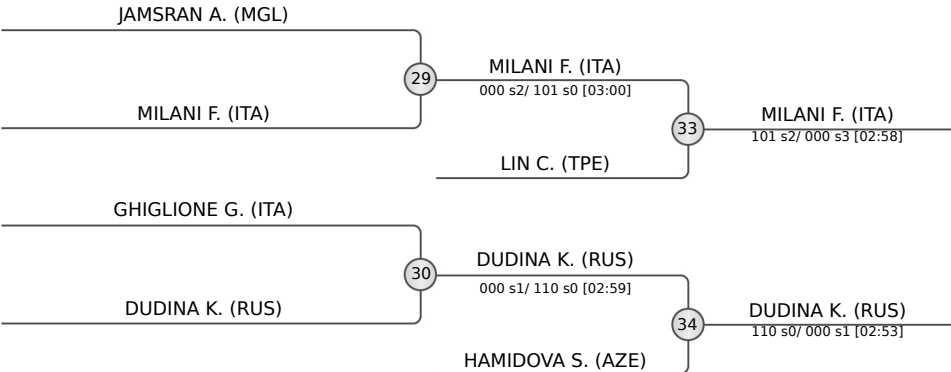 JAMSRAN A. (MGL)
29
MILANI F. (ITA)
000 s2/ 101 s0 [03:00]
MILANI F. (ITA)
33
MILANI F. (ITA)
101 s2/ 000 s3 [02:58]
LIN C. (TPE)
GHIGLIONE G. (ITA)
30
DUDINA K. (RUS)
000 s1/ 110 s0 [02:59]
DUDINA K. (RUS)
34
DUDINA K. (RUS)
110 s0/ 000 s1 [02:53]
HAMIDOVA S. (AZE)